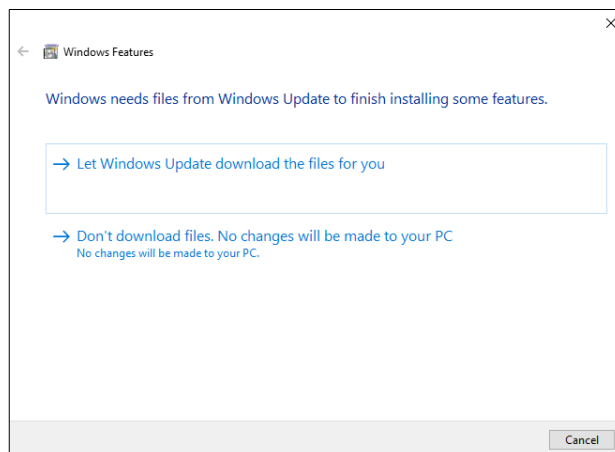 Windows Features
Windows needs files from Windows Update to finish installing some features.
Let Windows Update download the files for you
Don't download files. No changes will be made to your PC
No changes will be made to your PC.
Cancel